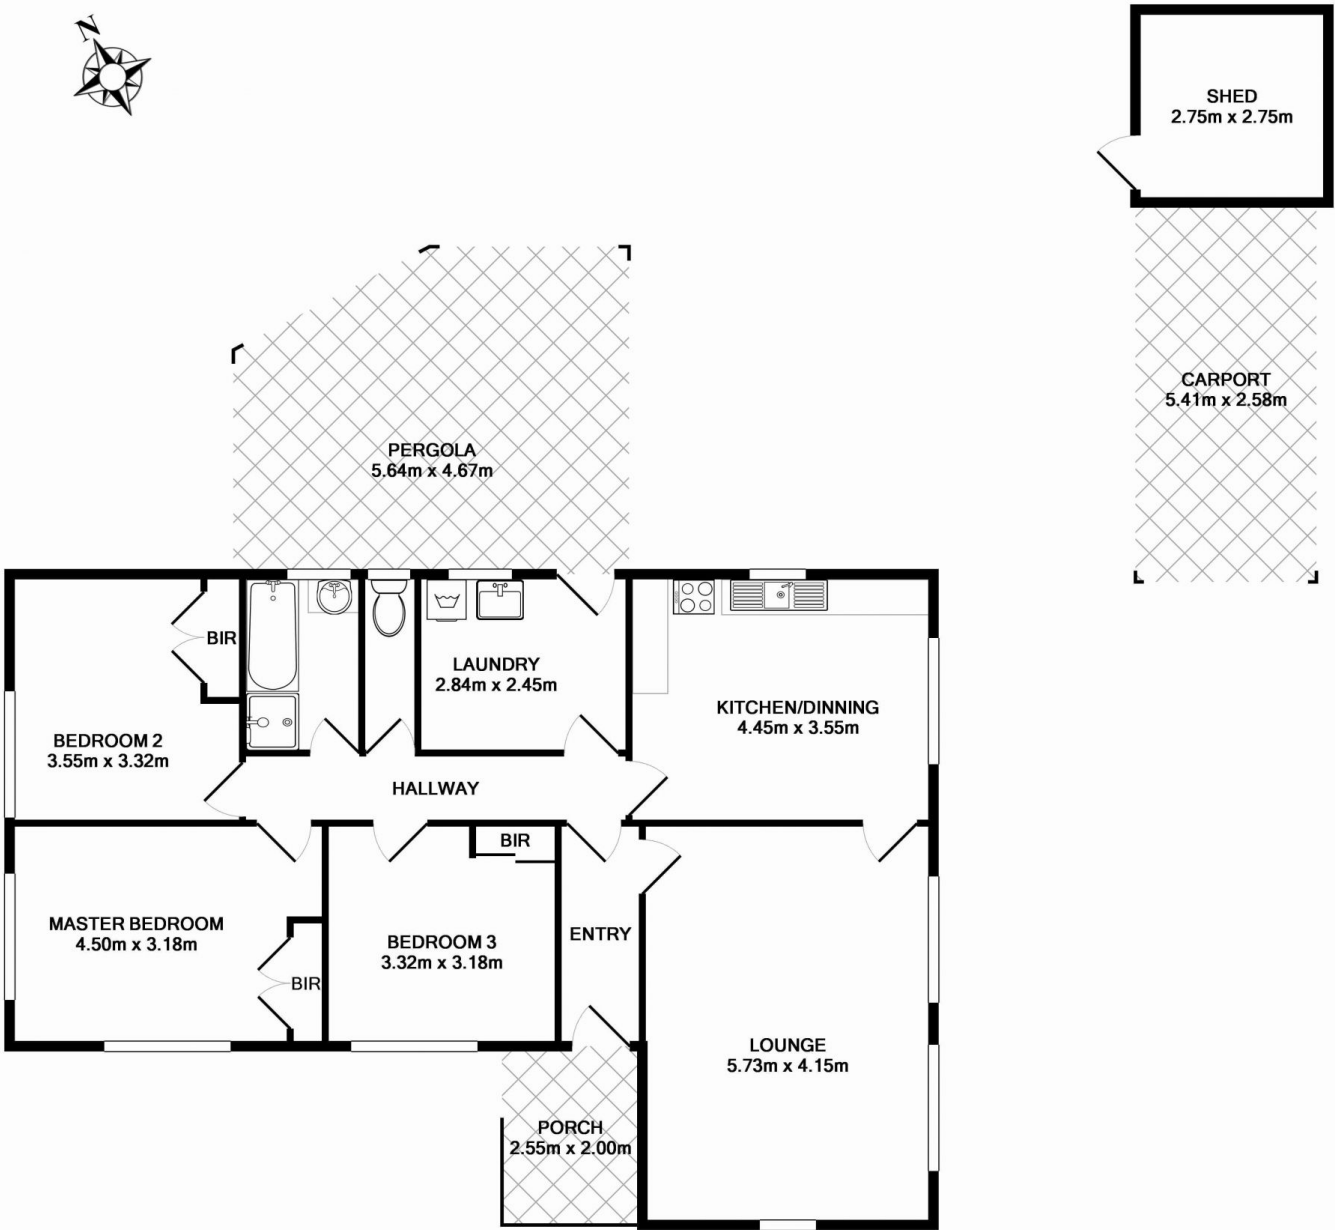 N
SHED
2.75m x 2.75m
CARPORT
5.41m x 2.58m
PERGOLA
5.64m x 4.67m
BIR
LAUNDRY
2.84m x 2.45m
KITCHEN/DINNING
4.45m x 3.55m
BEDROOM 2
3.55m x 3.32m
HALLWAY
BIR
MASTER BEDROOM
4.50m x 3.18m
BEDROOM 3
3.32m x 3.18m
ENTRY
BIR
LOUNGE
5.73m x 4.15m
PORCH
2.55m x 2.00m